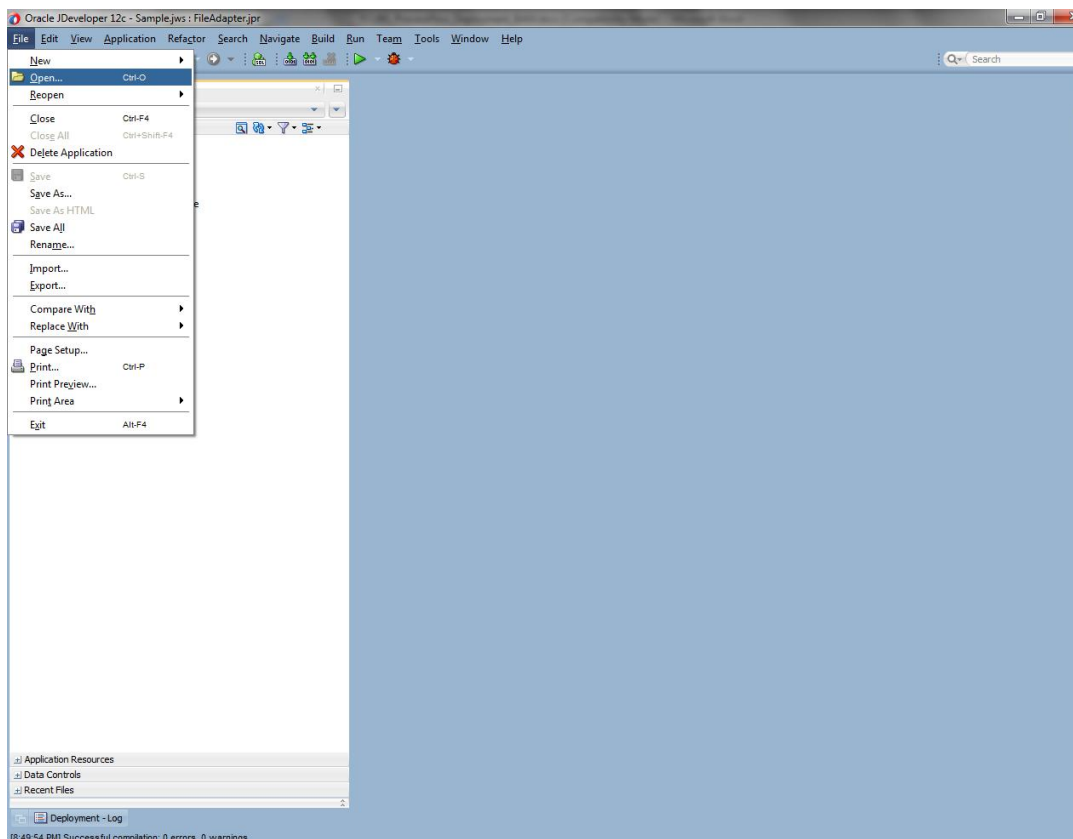 Oracle JDeveloper 12c - Sample.jws : FileAdapter.jpr
File Edit View Application Refactor Search Navigate Build Run Team Tools Window Help
Search
New
Open... Ctrl-O
Reopen
Close Ctrl-F4
Close All Ctrl+Shift-F4
Delete Application
Save Ctrl-S
Save As...
Save As HTML
Save All
Rename...
Import...
Export...
Compare With
Replace With
Page Setup...
Print... Ctrl-P
Print Preview...
Print Area
Exit Alt-F4
Application Resources
Data Controls
Recent Files
Deployment - Log
[8:49:54 PM] Successful compilation: 0 errors, 0 warnings.